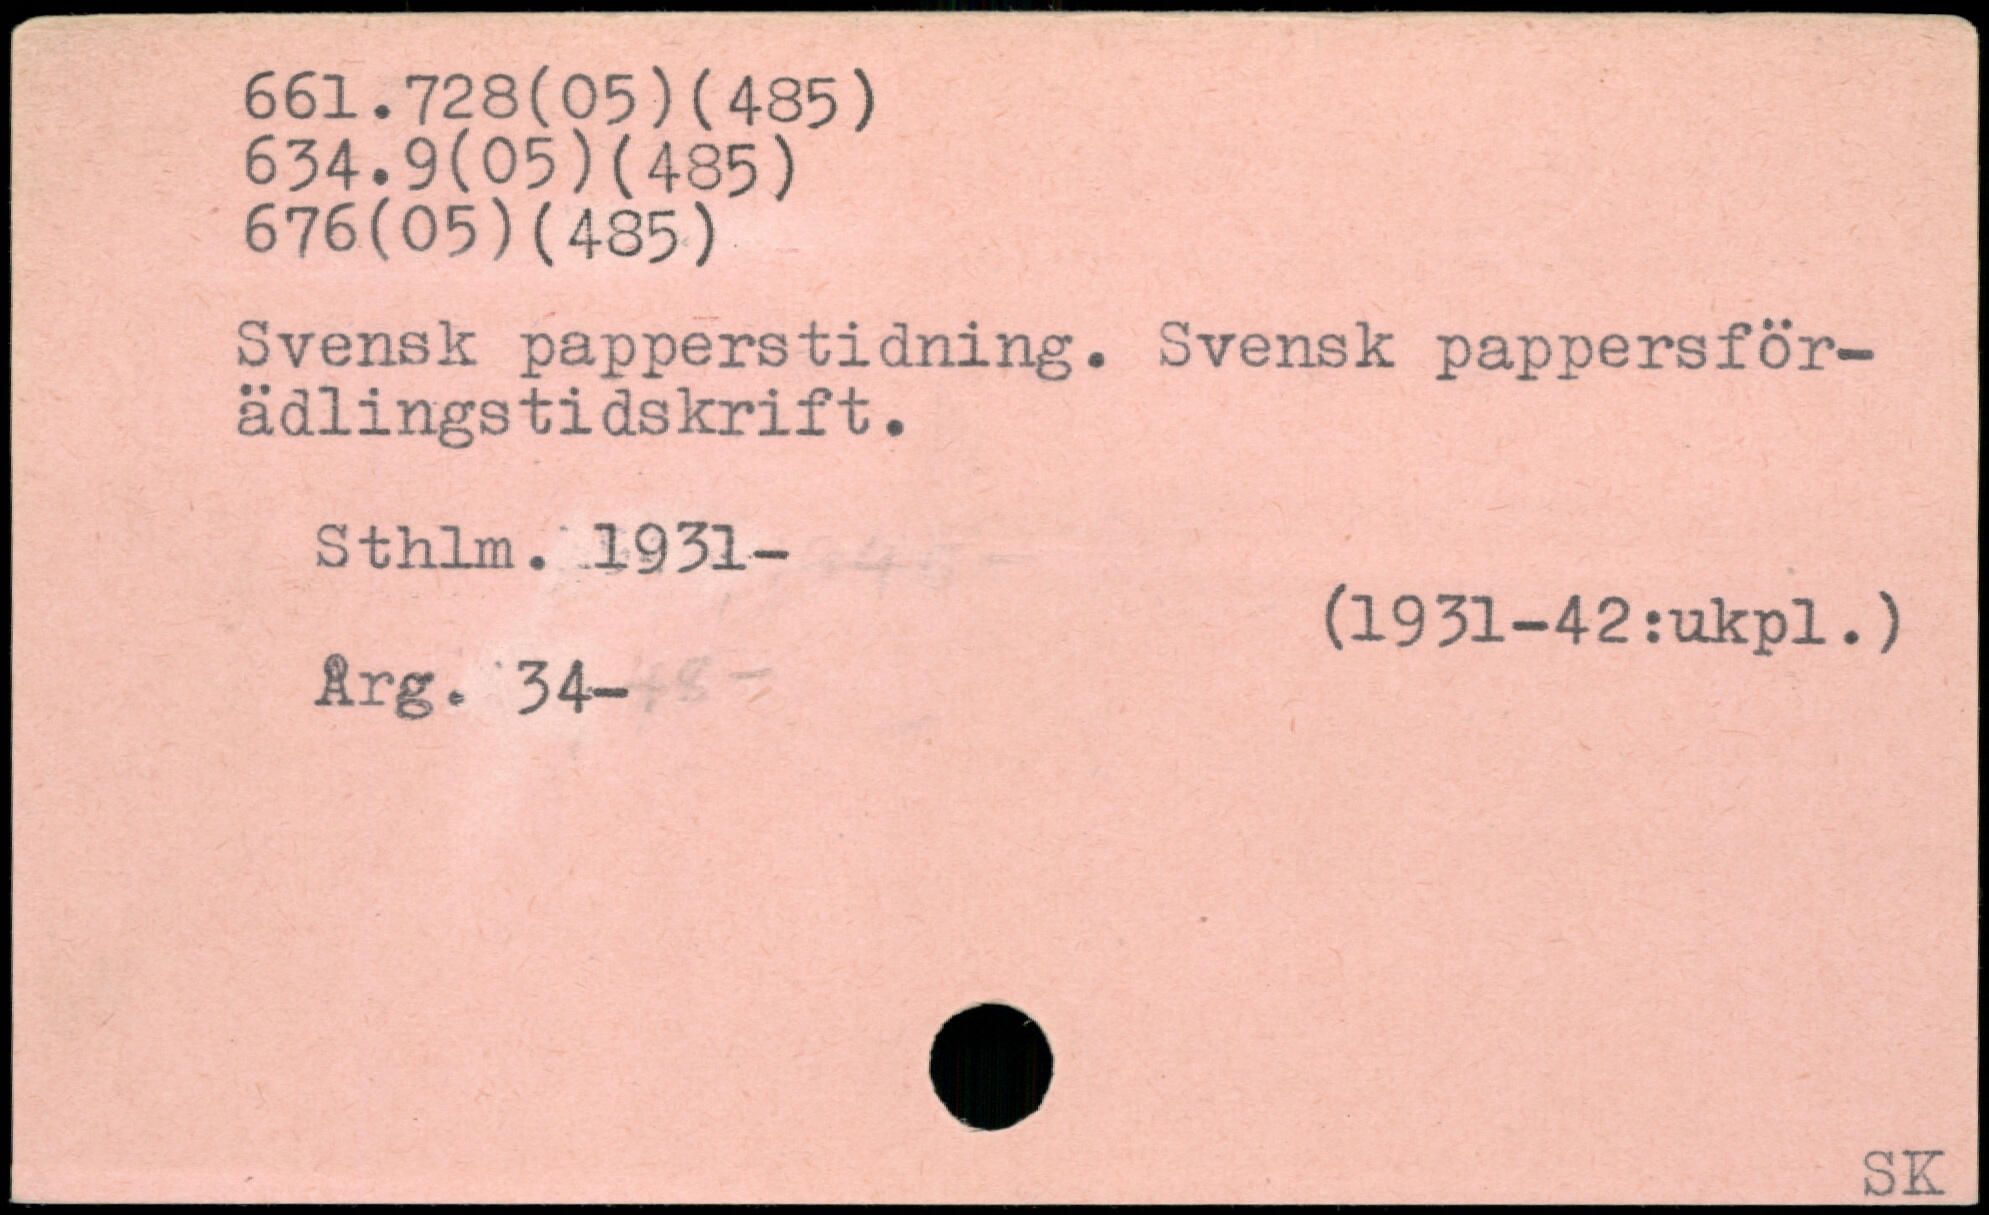 661.728(05)(485)
634.9(05)(485)
676(05)(485)
Svensk papperstidning. Svensk pappersför-
ädlingstidskrift.
Sthlm. 1931-
(1931-42:ukpl.)
Årg. 34-
SK